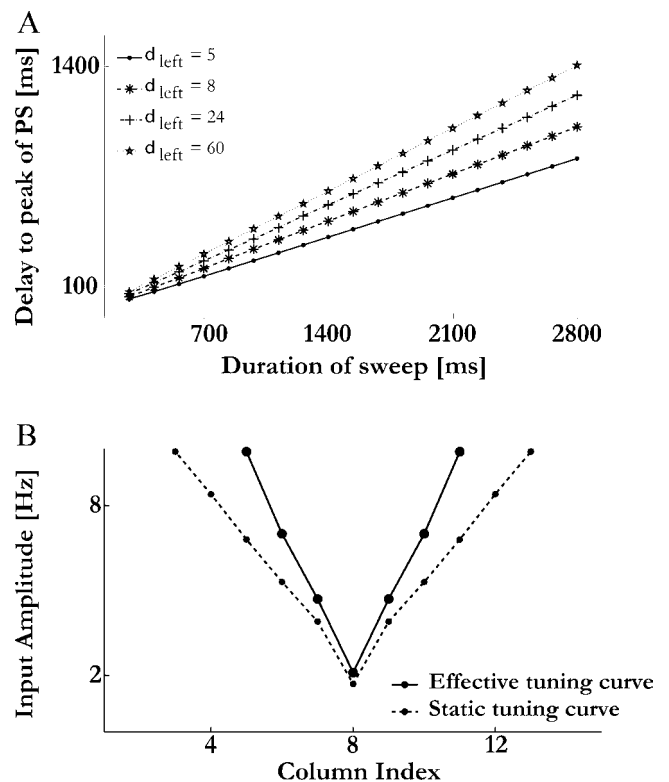 A
Delay to peak of PS [ms]
1400
100
d left = 5
d left = 8
d left = 24
d left = 60
700 1400 2100 2800
Duration of sweep [ms]
B
Input Amplitude [Hz]
8
2
Effective tuning curve
Static tuning curve
4 8 12
Column Index